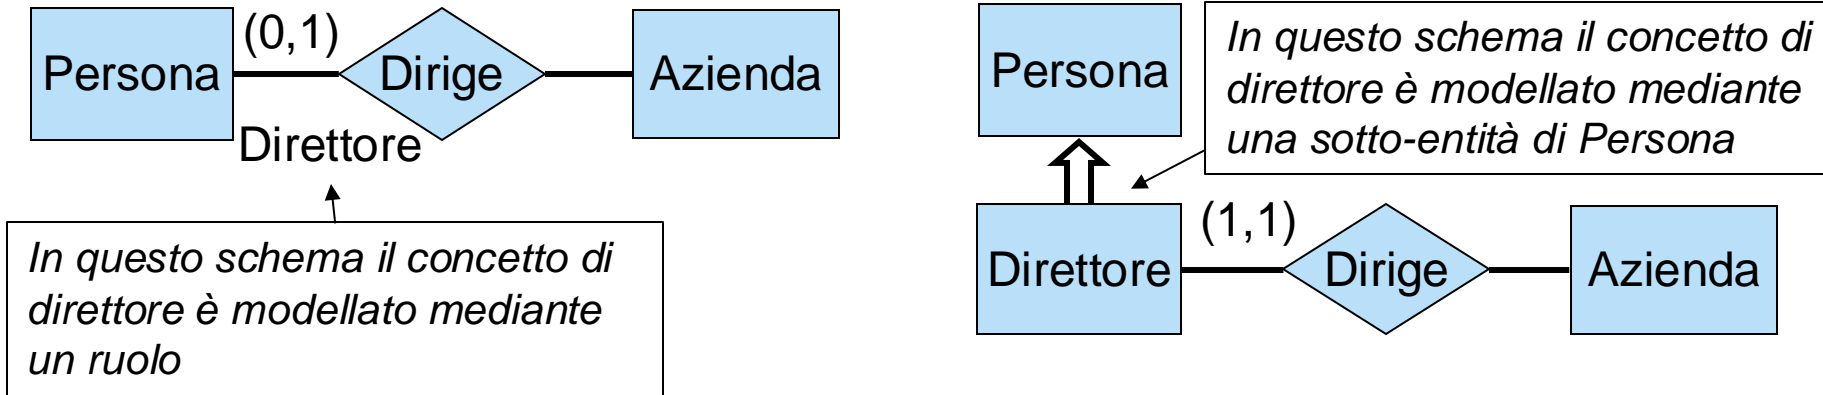 Persona
(0,1)
Dirige
Azienda
Direttore
In questo schema il concetto di
direttore è modellato mediante
un ruolo
Persona
In questo schema il concetto di
direttore è modellato mediante
una sotto-entità di Persona
Direttore
(1,1)
Dirige
Azienda